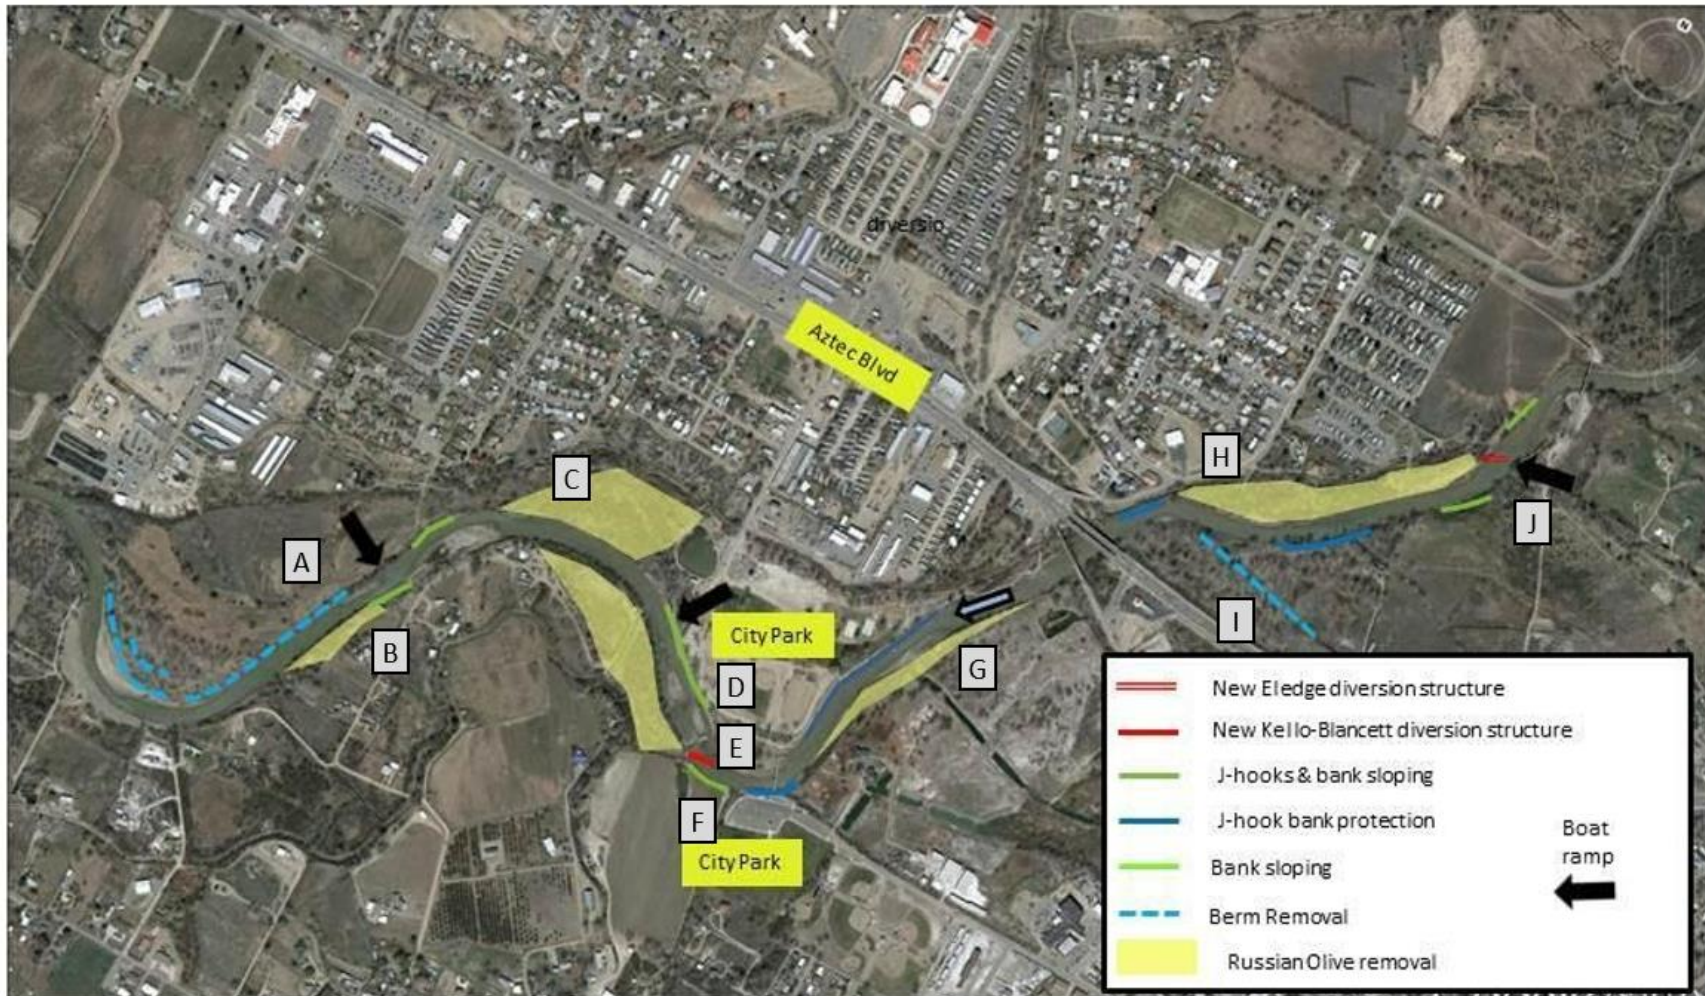 N
diversio
Aztec Blvd
H
C
J
A
I
City Park
B
G
D
E
F
City Park
New Eledge diversion structure
New Kello-Blancett diversion structure
J-hooks & bank sloping
J-hook bank protection
Bank sloping
Berm Removal
Russian Olive removal
Boat
ramp